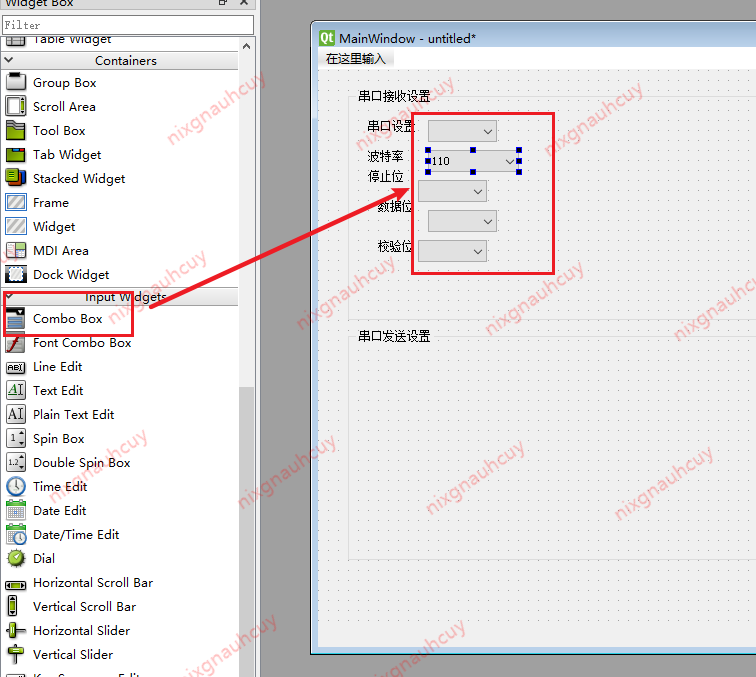 Widget Box
Filter
Table Widget
Containers
Group Box
Scroll Area
Tool Box
Tab Widget
Stacked Widget
Frame
Widget
MDI Area
Dock Widget
Input Widgets
Combo Box
Font Combo Box
Line Edit
Text Edit
Plain Text Edit
Spin Box
Double Spin Box
Time Edit
Date Edit
Date/Time Edit
Dial
Horizontal Scroll Bar
Vertical Scroll Bar
Horizontal Slider
Vertical Slider
Qt MainWindow - untitled*
在这里输入
串口接收设置
串口设置
波特率 110
停止位
数据位
校验位
串口发送设置
nixgnauhcuy
nixgnauhcuy
nixgnauhcuy
nixgnauhcuy
nixgnauhcuy
nixgnauhcuy
nixgnauhcuy
nixgnauhcuy
nixgnauhcuy
nixgnauhcuy
nixgnauhcuy
nixgnauhcuy
nixgnauhcuy